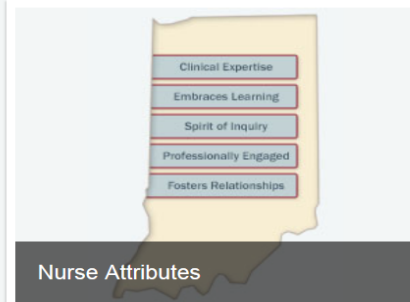 Clinical Expertise
Embraces Learning
Spirit of Inquiry
Professionally Engaged
Fosters Relationships
Nurse Attributes